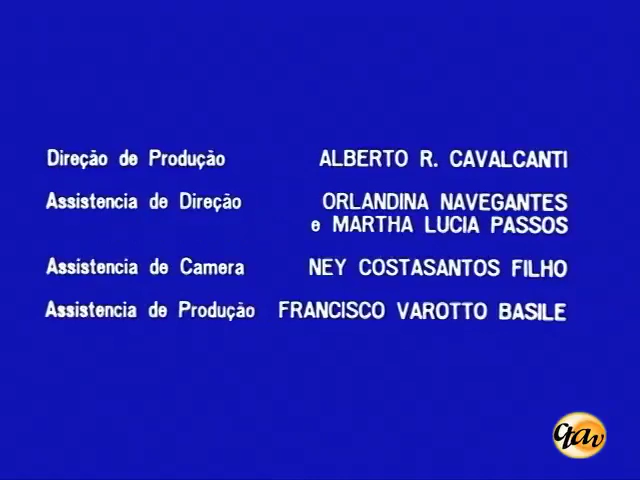 Direção de Produção ALBERTO R. CAVALCANTI
Assistencia de Direção ORLANDINA NAVEGANTES
e MARTHA LUCIA PASSOS
Assistencia de Camera NEY COSTASANTOS FILHO
Assistencia de Produção FRANCISCO VAROTTO BASILE
ctav